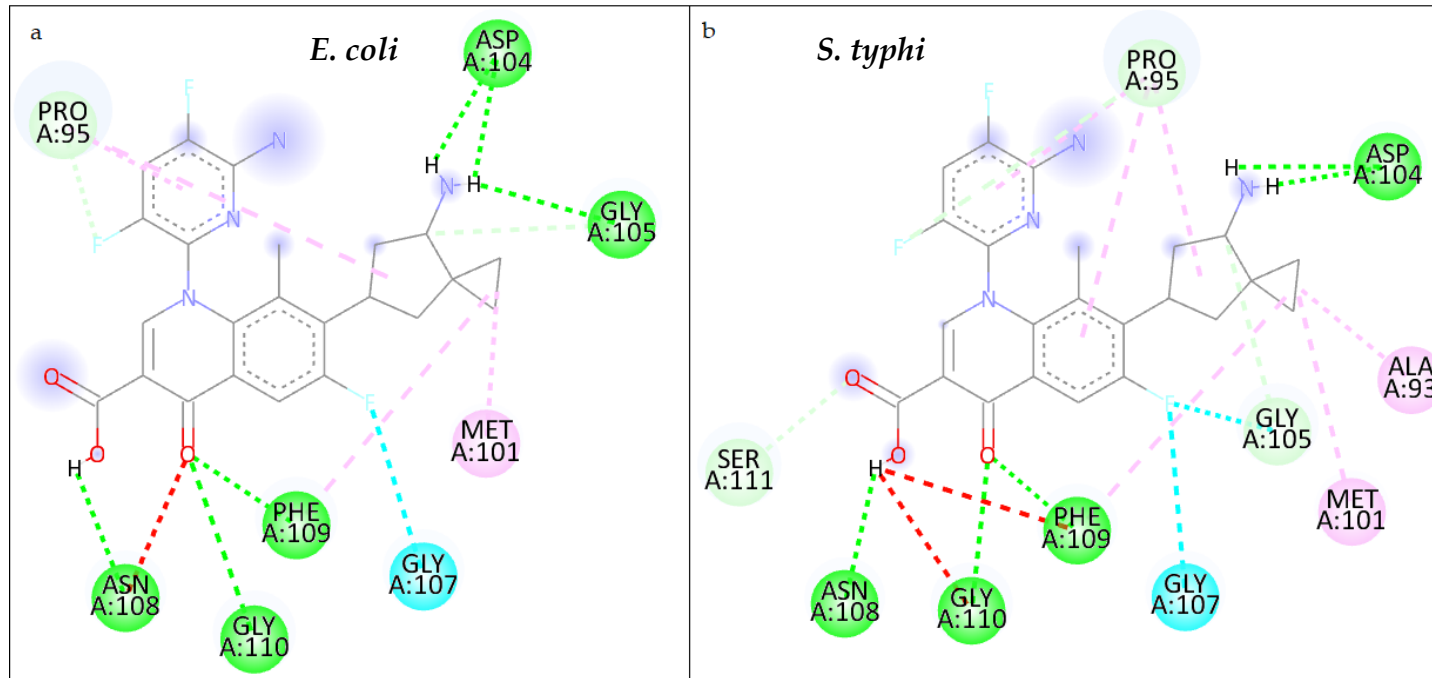 a
E. coli
ASP
A:104
PRO
A:95
F
N
H
N
H
GLY
A:105
F
N
N
O
O
F
MET
A:101
H
O
PHE
A:109
GLY
A:107
ASN
A:108
GLY
A:110
b
S. typhi
PRO
A:95
F
N
H
N
H
ASP
A:104
F
N
N
ALA
A:93
O
F
GLY
A:105
SER
A:111
O
H
O
MET
A:101
PHE
A:109
ASN
A:108
GLY
A:110
GLY
A:107